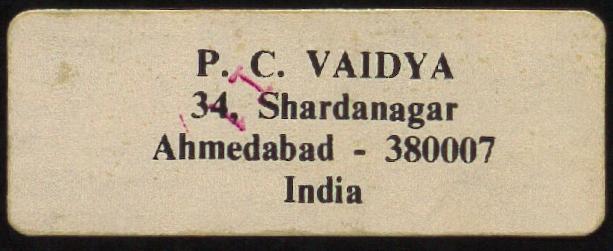 P. C. VAIDYA
34, Shardanagar
Ahmedabad - 380007
India